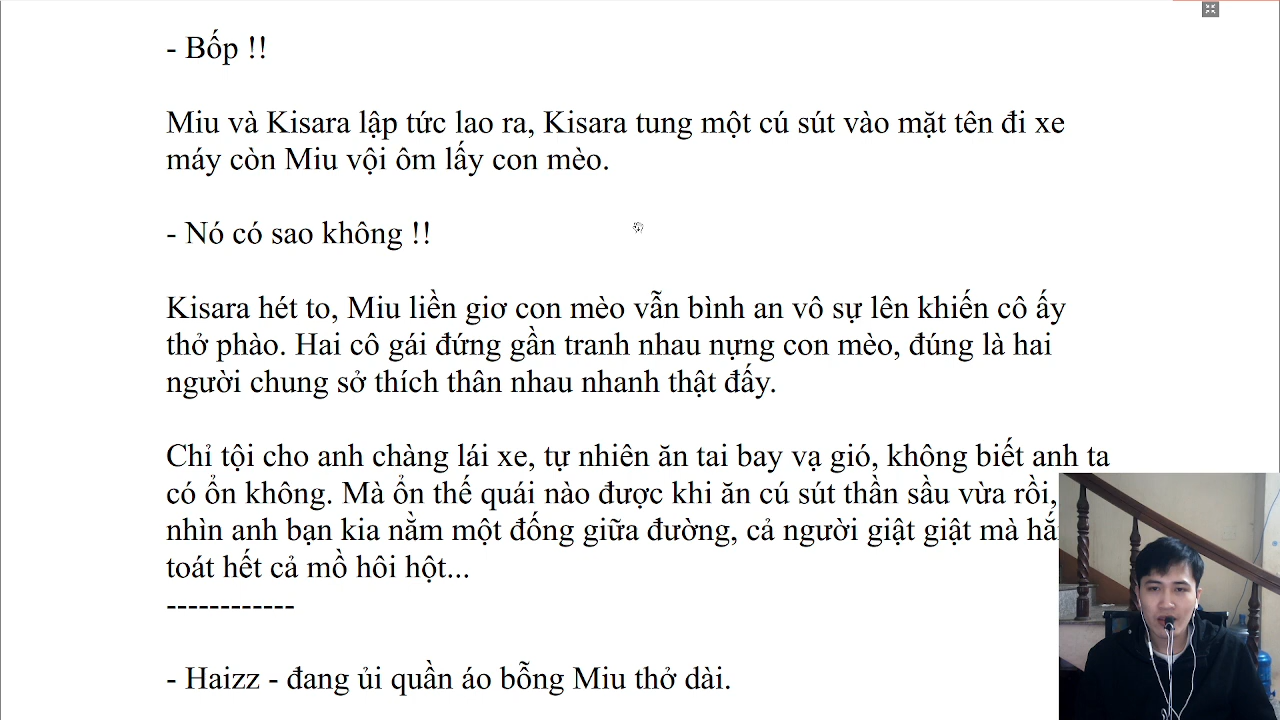 - Bốp !!
Miu và Kisara lập tức lao ra, Kisara tung một cú sút vào mặt tên đi xe
máy còn Miu vội ôm lấy con mèo.
- Nó có sao không !!
Kisara hét to, Miu liền giơ con mèo vẫn bình an vô sự lên khiến cô ấy
thở phào. Hai cô gái đứng gần tranh nhau nựng con mèo, đúng là hai
người chung sở thích thân nhau nhanh thật đấy.
Chỉ tội cho anh chàng lái xe, tự nhiên ăn tai bay vạ gió, không biết anh ta
có ổn không. Mà ổn thế quái nào được khi ăn cú sút thần sầu vừa rồi,
nhìn anh bạn kia nằm một đống giữa đường, cả người giật giật mà
toát hết cả mồ hôi hột...
------------
- Haizz - đang ủi quần áo bỗng Miu thở dài.